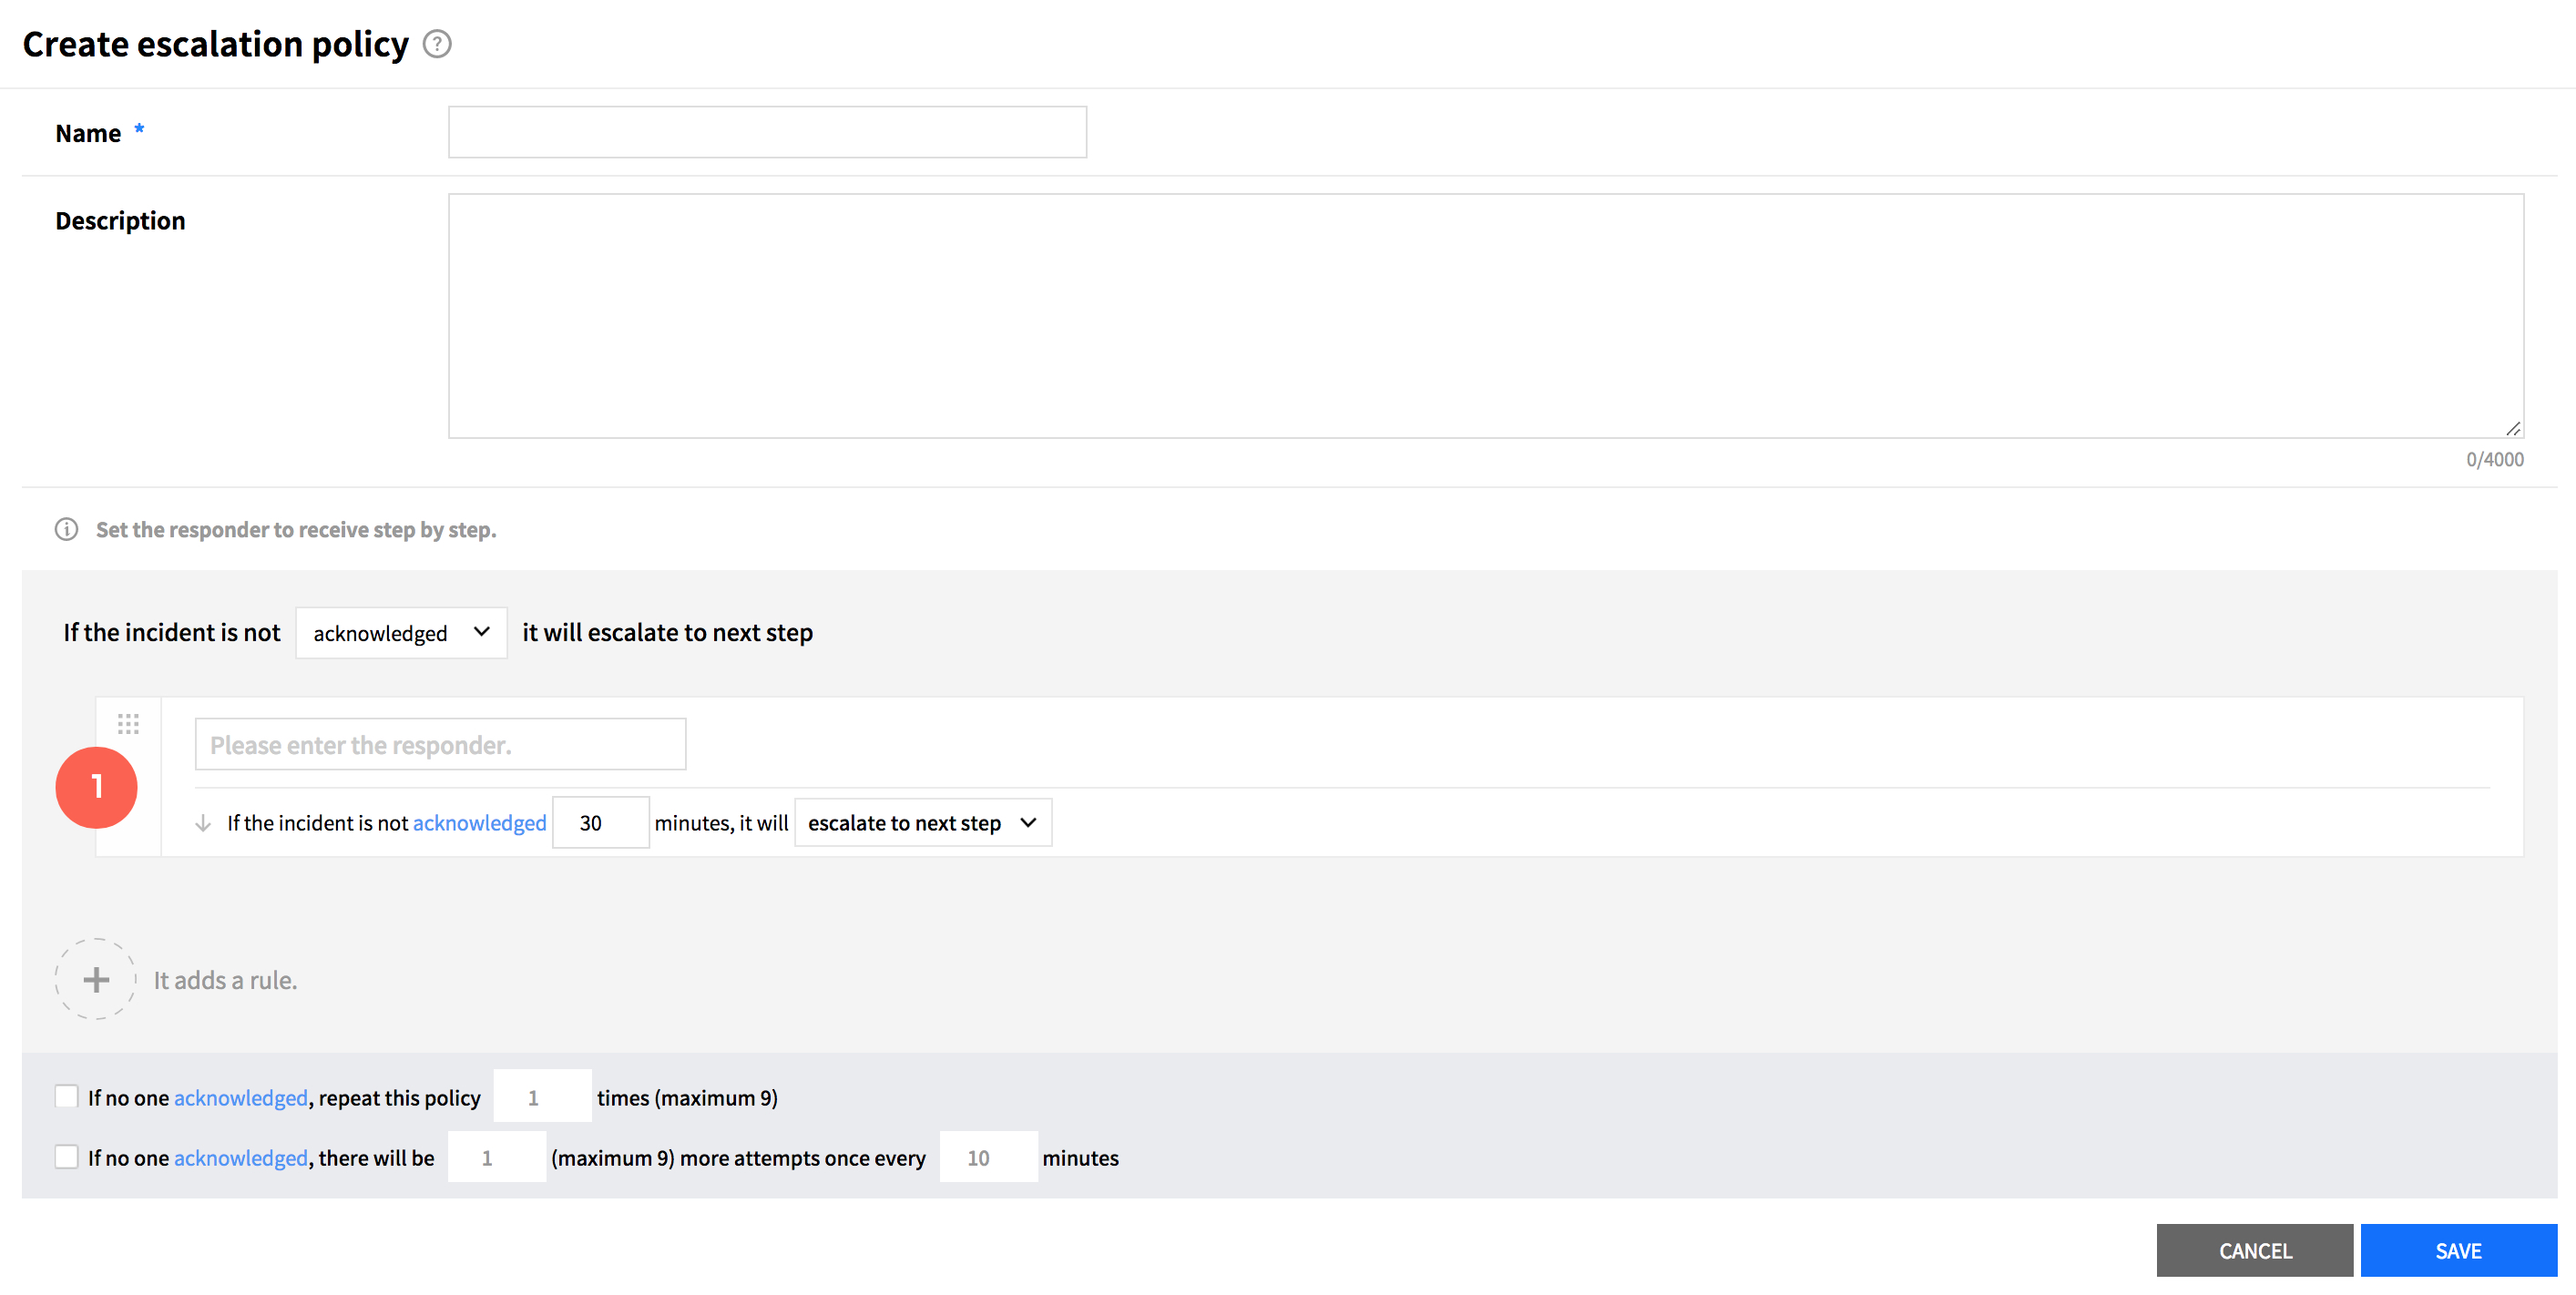 Create escalation policy ?
Name *
Description
0/4000
Set the responder to receive step by step.
If the incident is not acknowledged it will escalate to next step
Please enter the responder.
1
If the incident is not acknowledged 30 minutes, it will escalate to next step
+ It adds a rule.
If no one acknowledged, repeat this policy 1 times (maximum 9)
If no one acknowledged, there will be 1 (maximum 9) more attempts once every 10 minutes
CANCEL SAVE